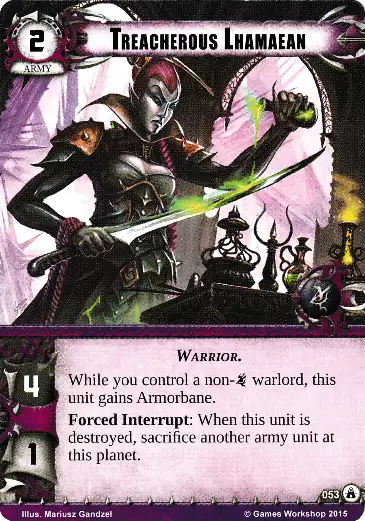 2
ARMY
TREACHEROUS LHAMAEAN
WARRIOR.
4
While you control a non- warlord, this
unit gains Armorbane.
Forced Interrupt: When this unit is
destroyed, sacrifice another army unit at
this planet.
1
053
Illus. Mariusz Gandzel
© Games Workshop 2015